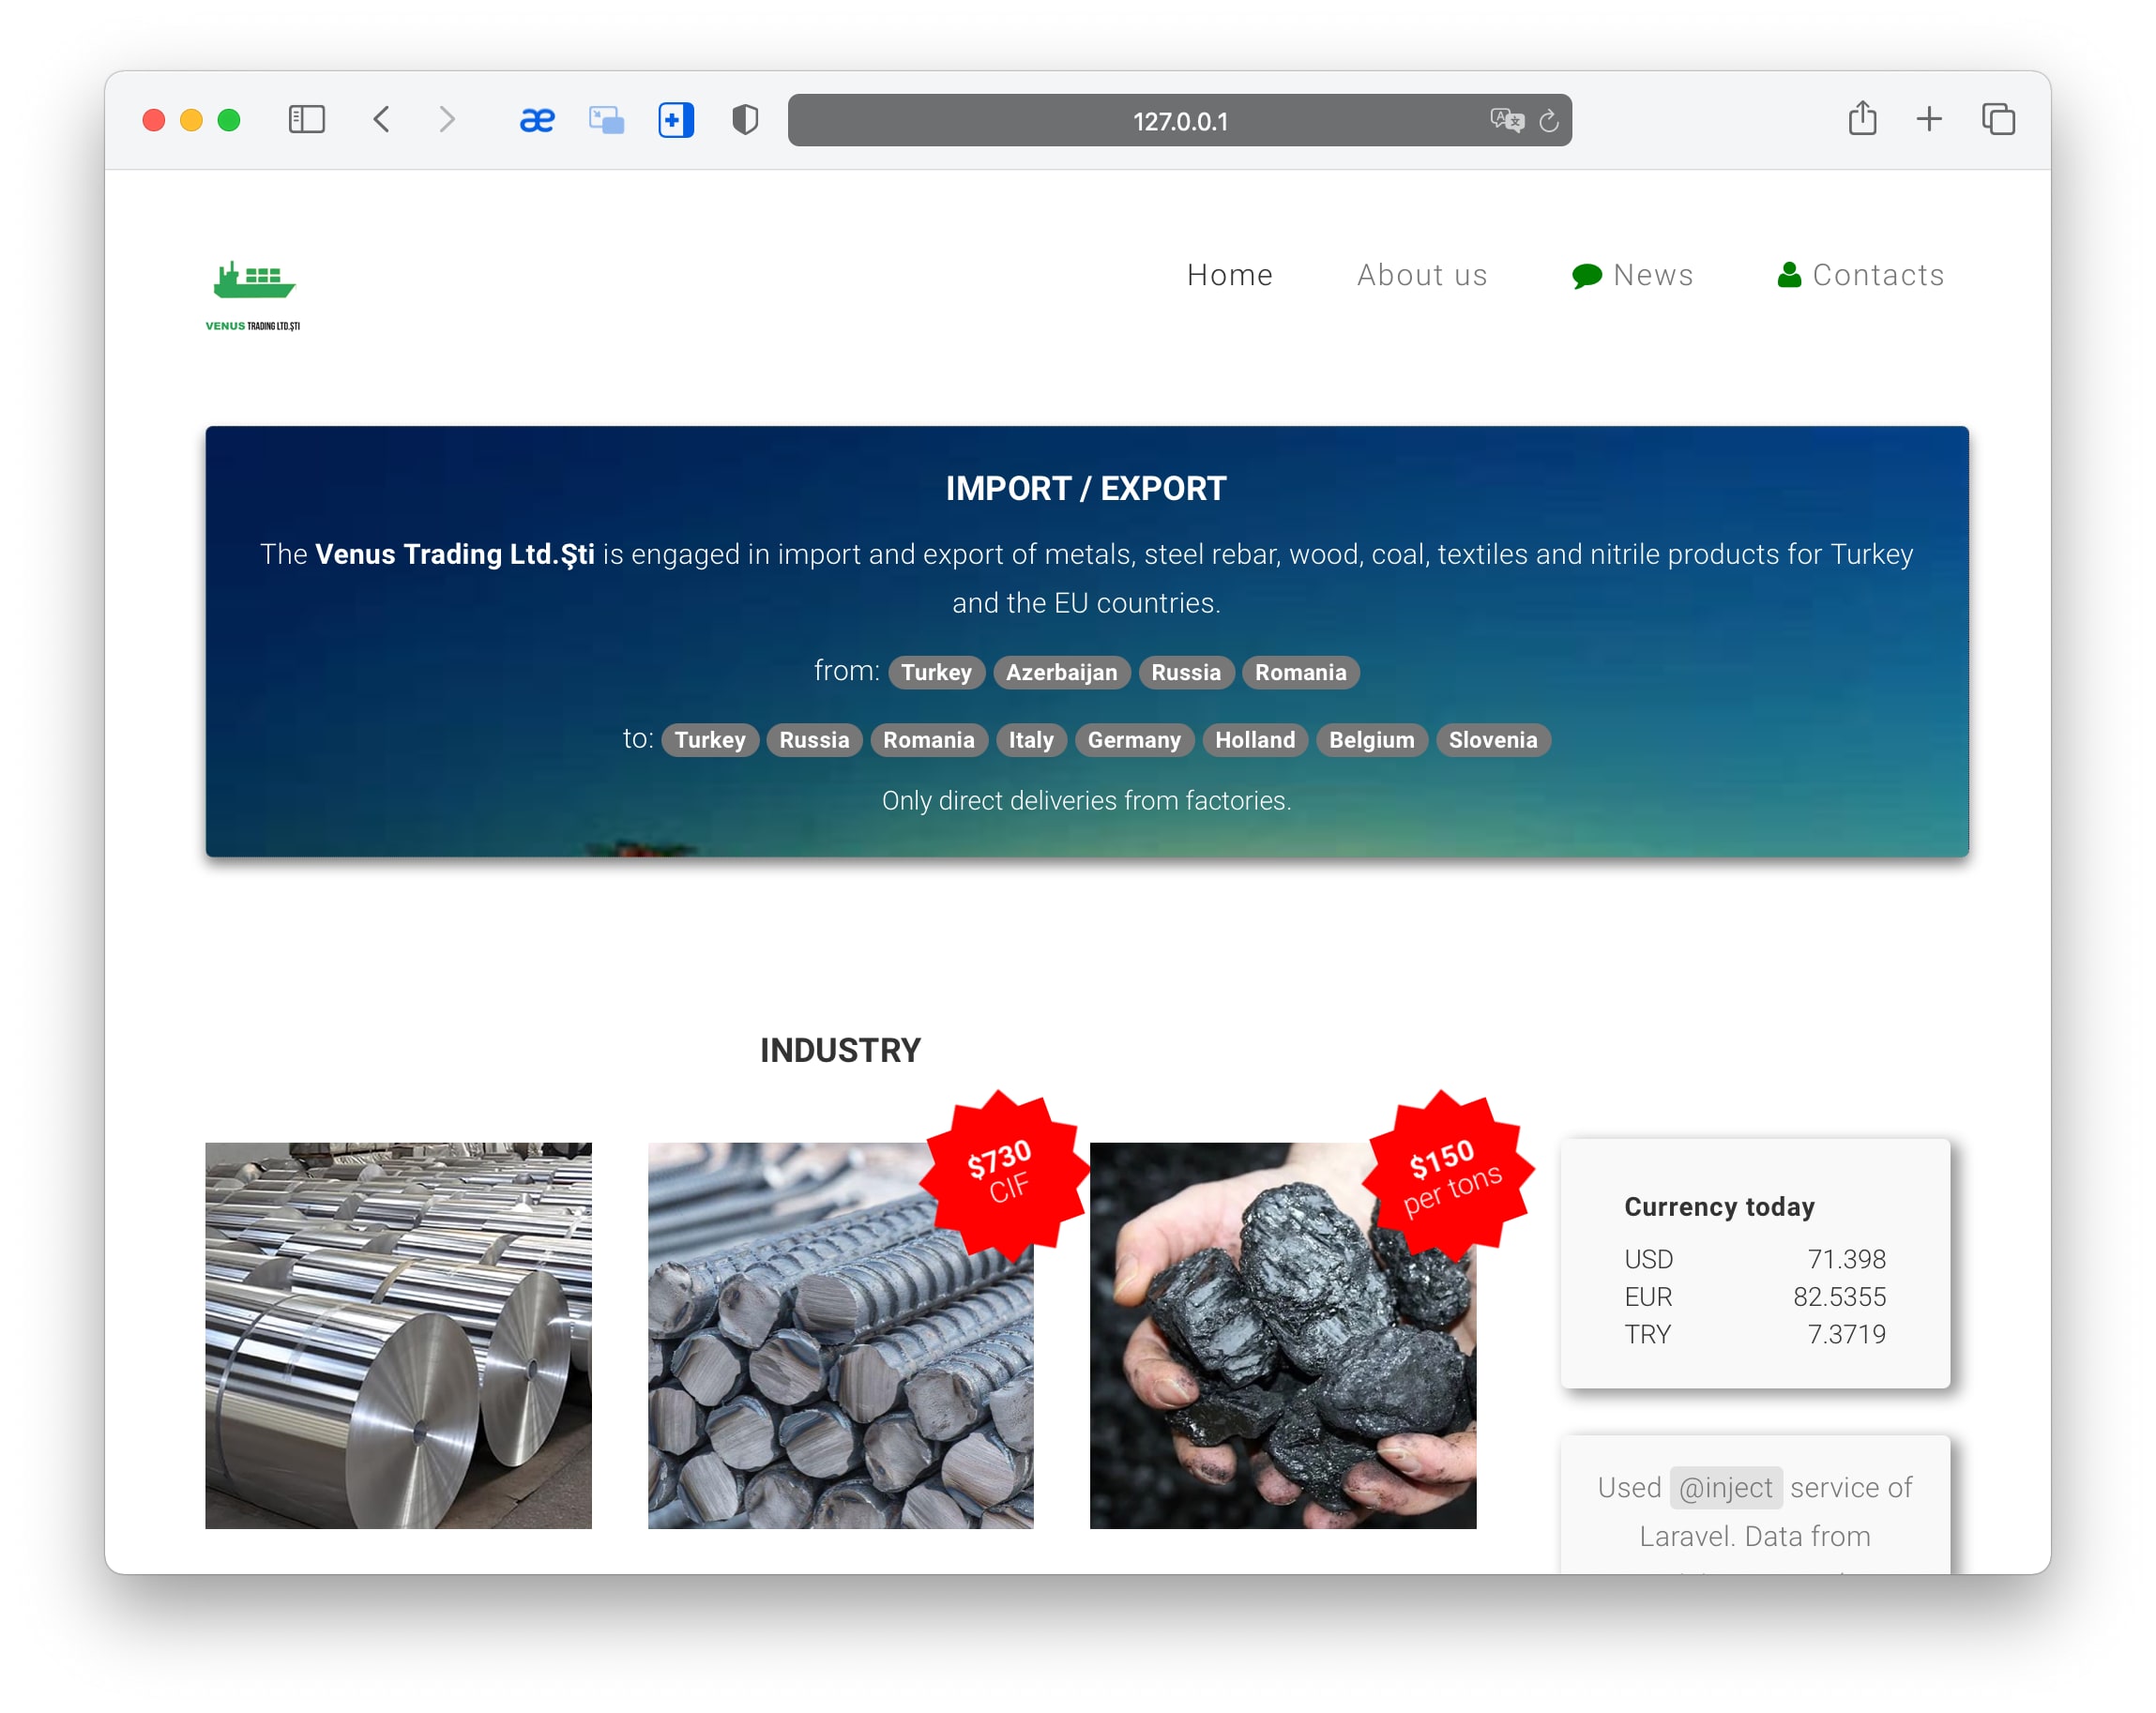 127.0.0.1
Home About us News Contacts
VENUS TRADING LTD.ŞTI
IMPORT / EXPORT
The Venus Trading Ltd.Şti is engaged in import and export of metals, steel rebar, wood, coal, textiles and nitrile products for Turkey
and the EU countries.
from: Turkey Azerbaijan Russia Romania
to: Turkey Russia Romania Italy Germany Holland Belgium Slovenia
Only direct deliveries from factories.
INDUSTRY
$730
CIF
$150
per tons
Currency today
USD 71.398
EUR 82.5355
TRY 7.3719
Used @inject service of
Laravel. Data from